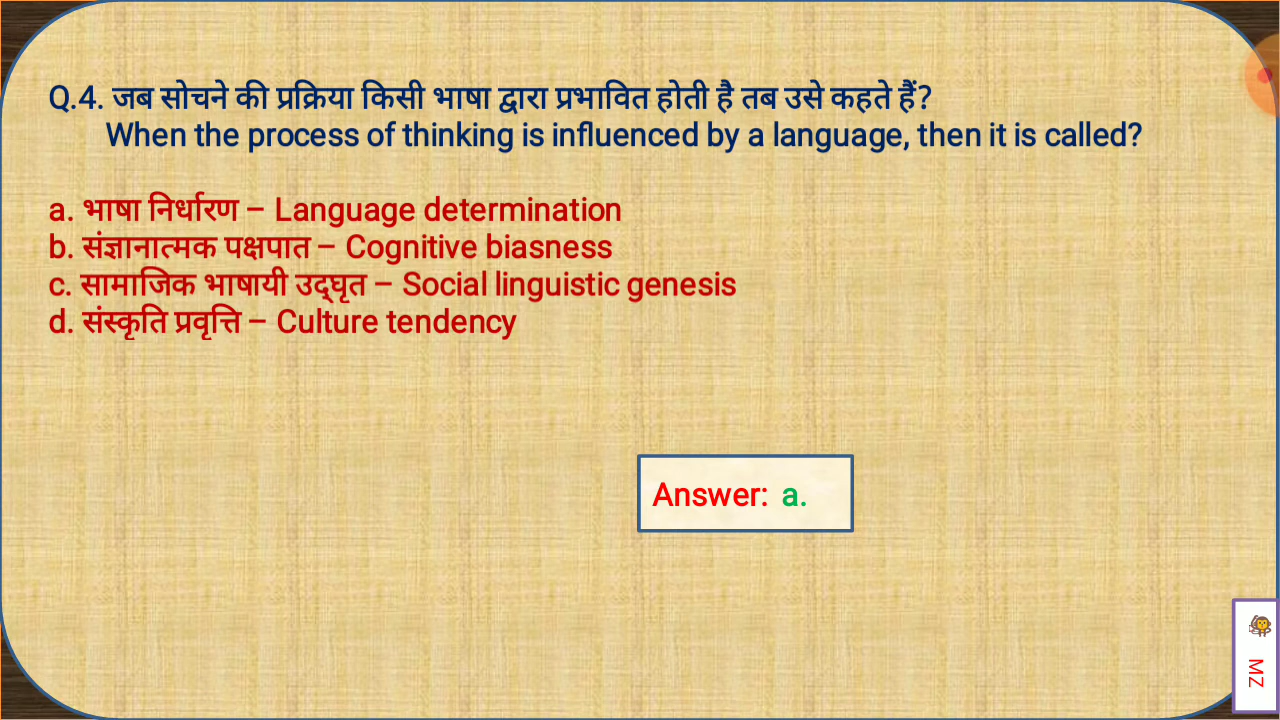 Q.4. जब सोचने की प्रक्रिया किसी भाषा द्वारा प्रभावित होती है तब उसे कहते हैं?
When the process of thinking is influenced by a language, then it is called?
a. भाषा निर्धारण – Language determination
b. संज्ञानात्मक पक्षपात – Cognitive biasness
c. सामाजिक भाषायी उद्घृत – Social linguistic genesis
d. संस्कृति प्रवृत्ति – Culture tendency
Answer: a.
MZ